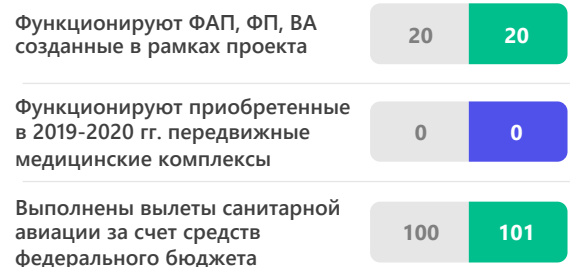 Функционируют ФАП, ФП, ВА
созданные в рамках проекта
20 20
Функционируют приобретенные
в 2019-2020 гг. передвижные
медицинские комплексы
0 0
Выполнены вылеты санитарной
авиации за счет средств
федерального бюджета
100 101